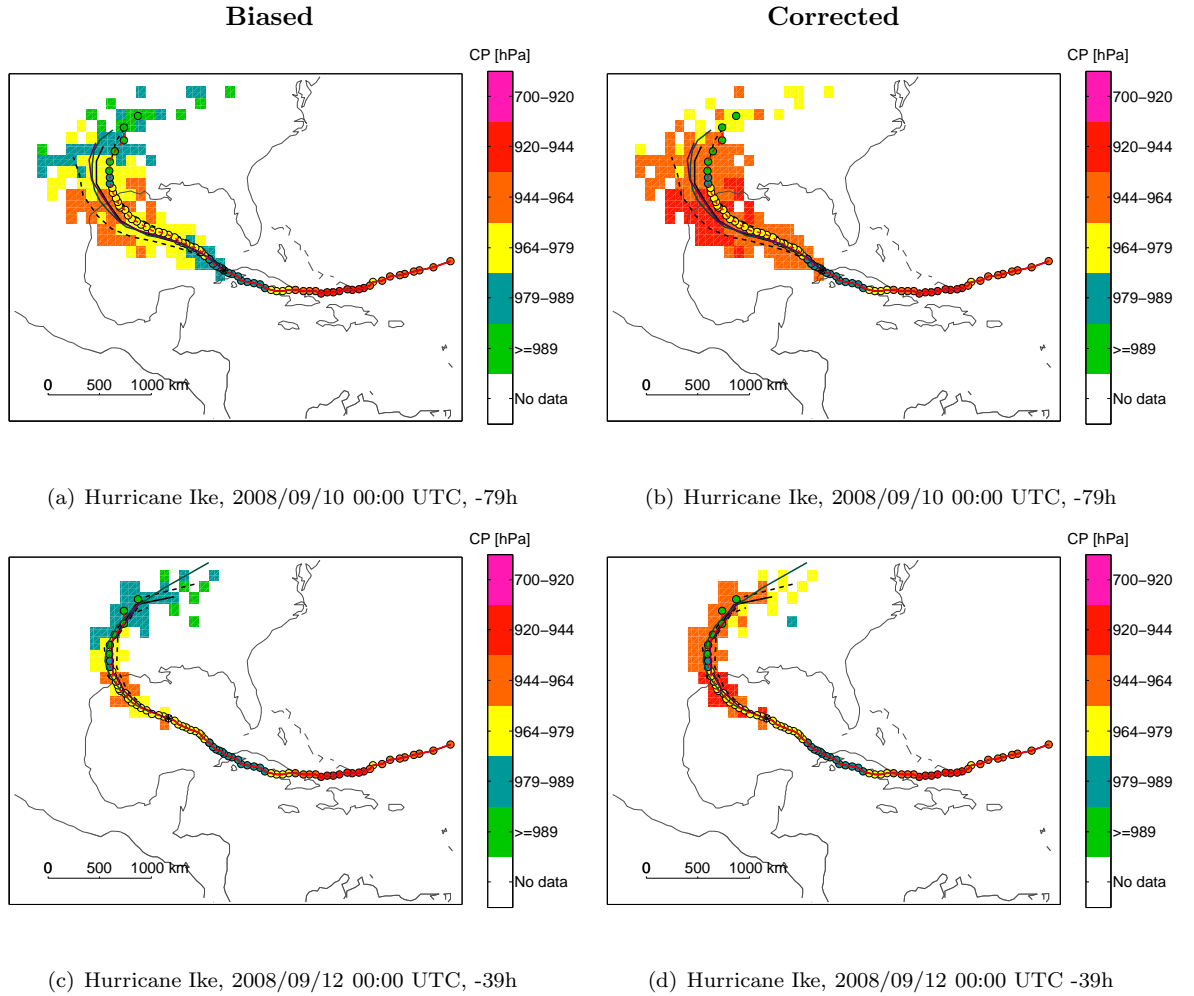 Biased
Corrected
CP [hPa]
700−920
920−944
944−964
964−979
979−989
>=989
No data
0 500 1000 km
CP [hPa]
700−920
920−944
944−964
964−979
979−989
>=989
No data
0 500 1000 km
(a) Hurricane Ike, 2008/09/10 00:00 UTC, -79h
(b) Hurricane Ike, 2008/09/10 00:00 UTC, -79h
CP [hPa]
700−920
920−944
944−964
964−979
979−989
>=989
No data
0 500 1000 km
CP [hPa]
700−920
920−944
944−964
964−979
979−989
>=989
No data
0 500 1000 km
(c) Hurricane Ike, 2008/09/12 00:00 UTC, -39h
(d) Hurricane Ike, 2008/09/12 00:00 UTC -39h